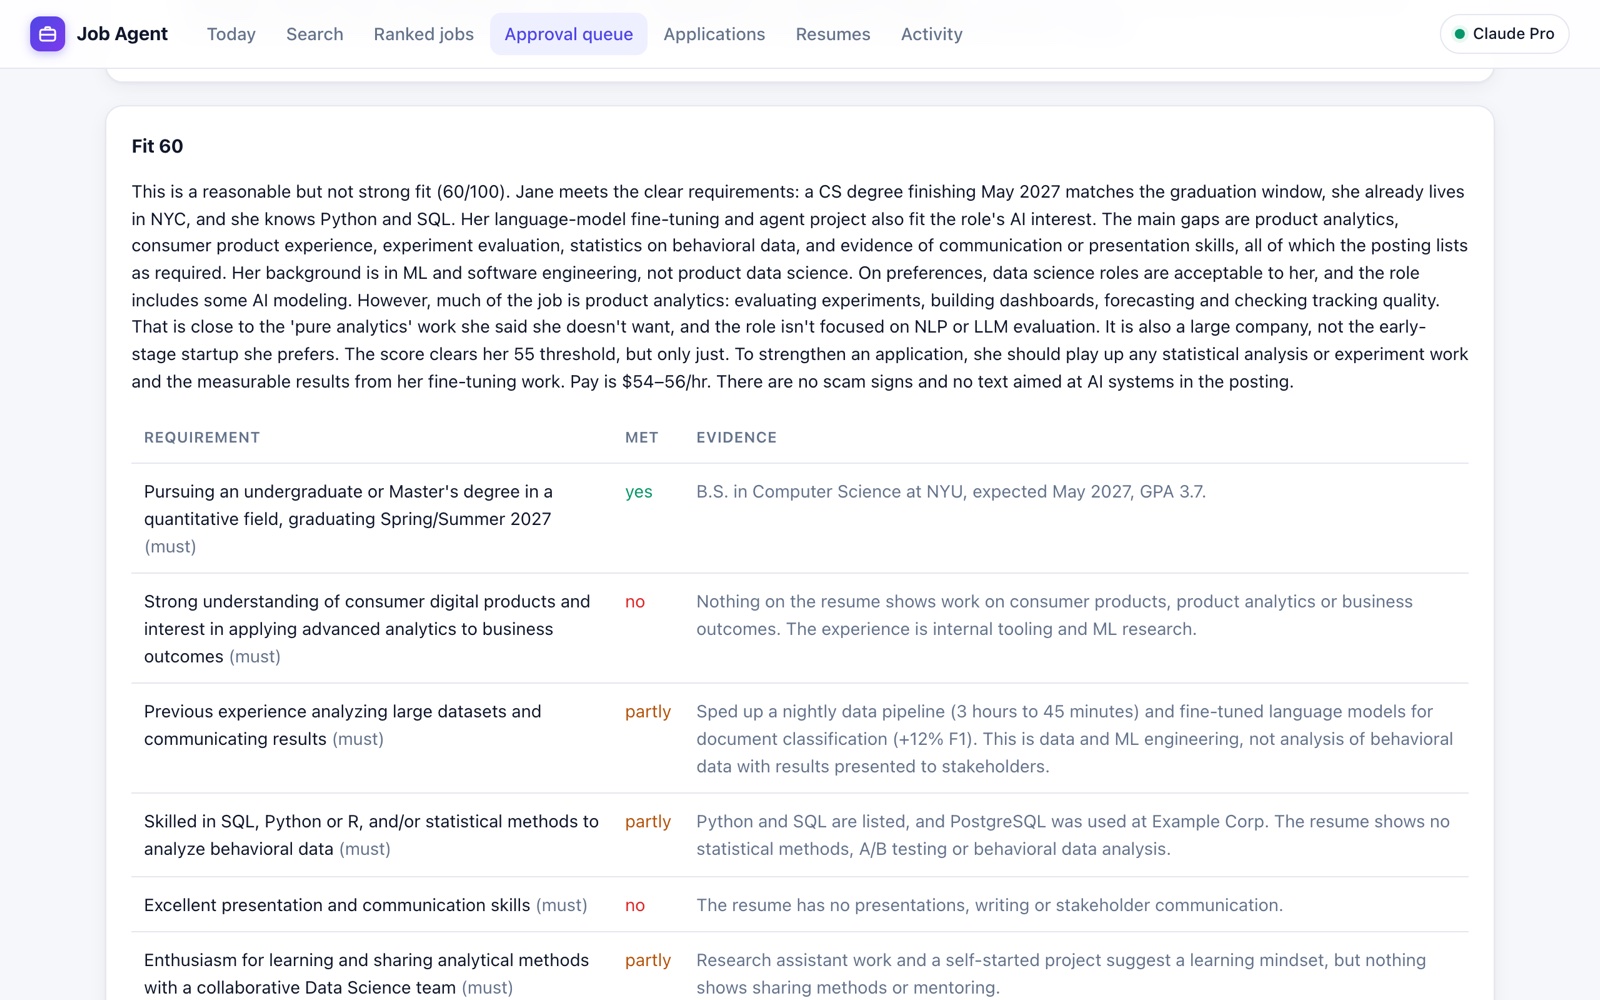 Job Agent
Today
Search
Ranked jobs
Approval queue
Applications
Resumes
Activity
Claude Pro
Fit 60
This is a reasonable but not strong fit (60/100). Jane meets the clear requirements: a CS degree finishing May 2027 matches the graduation window, she already lives
in NYC, and she knows Python and SQL. Her language-model fine-tuning and agent project also fit the role's AI interest. The main gaps are product analytics,
consumer product experience, experiment evaluation, statistics on behavioral data, and evidence of communication or presentation skills, all of which the posting lists
as required. Her background is in ML and software engineering, not product data science. On preferences, data science roles are acceptable to her, and the role
includes some AI modeling. However, much of the job is product analytics: evaluating experiments, building dashboards, forecasting and checking tracking quality.
That is close to the 'pure analytics' work she said she doesn't want, and the role isn't focused on NLP or LLM evaluation. It is also a large company, not the early-
stage startup she prefers. The score clears her 55 threshold, but only just. To strengthen an application, she should play up any statistical analysis or experiment work
and the measurable results from her fine-tuning work. Pay is $54–56/hr. There are no scam signs and no text aimed at AI systems in the posting.
REQUIREMENT
MET
EVIDENCE
Pursuing an undergraduate or Master's degree in a
quantitative field, graduating Spring/Summer 2027
(must)
yes
B.S. in Computer Science at NYU, expected May 2027, GPA 3.7.
Strong understanding of consumer digital products and
interest in applying advanced analytics to business
outcomes (must)
no
Nothing on the resume shows work on consumer products, product analytics or business
outcomes. The experience is internal tooling and ML research.
Previous experience analyzing large datasets and
communicating results (must)
partly
Sped up a nightly data pipeline (3 hours to 45 minutes) and fine-tuned language models for
document classification (+12% F1). This is data and ML engineering, not analysis of behavioral
data with results presented to stakeholders.
Skilled in SQL, Python or R, and/or statistical methods to
analyze behavioral data (must)
partly
Python and SQL are listed, and PostgreSQL was used at Example Corp. The resume shows no
statistical methods, A/B testing or behavioral data analysis.
Excellent presentation and communication skills (must)
no
The resume has no presentations, writing or stakeholder communication.
Enthusiasm for learning and sharing analytical methods
with a collaborative Data Science team (must)
partly
Research assistant work and a self-started project suggest a learning mindset, but nothing
shows sharing methods or mentoring.